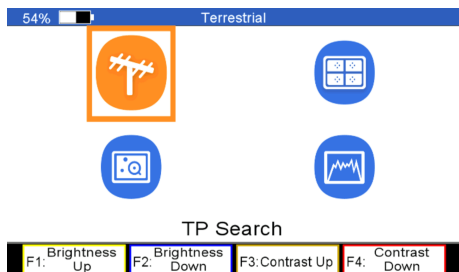 54%
Terrestrial
TP Search
F1: Brightness Up
F2: Brightness Down
F3:Contrast Up
F4: Contrast Down